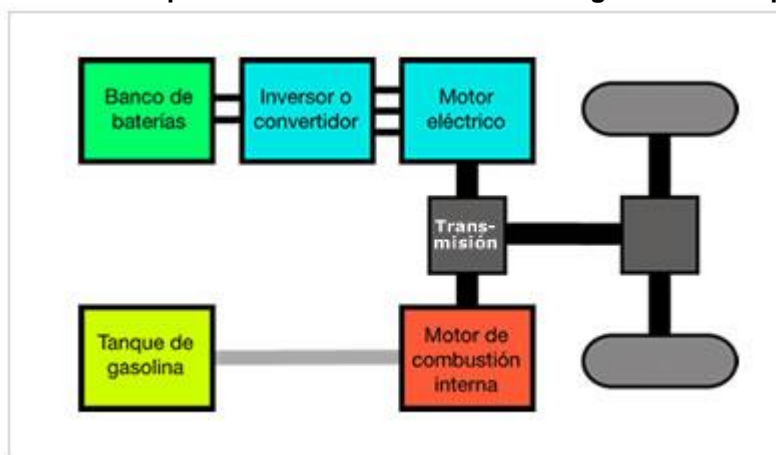 Banco de
baterías
Inversor o
convertidor
Motor
eléctrico
Trans-
misión
Tanque de
gasolina
Motor de
combustión
interna